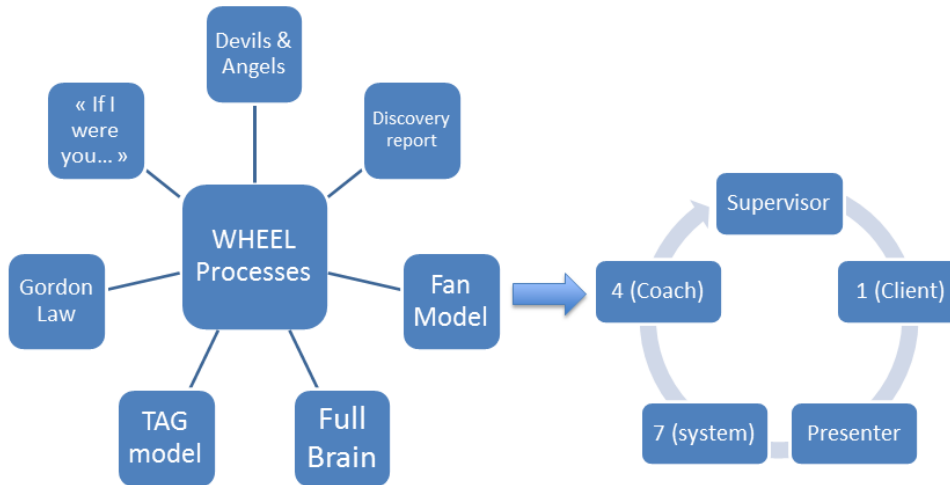 Devils &
Angels
« If I
were
you... »
Discovery
report
WHEEL
Processes
Gordon
Law
Fan
Model
TAG
model
Full
Brain
Supervisor
4 (Coach)
1 (Client)
7 (system)
Presenter